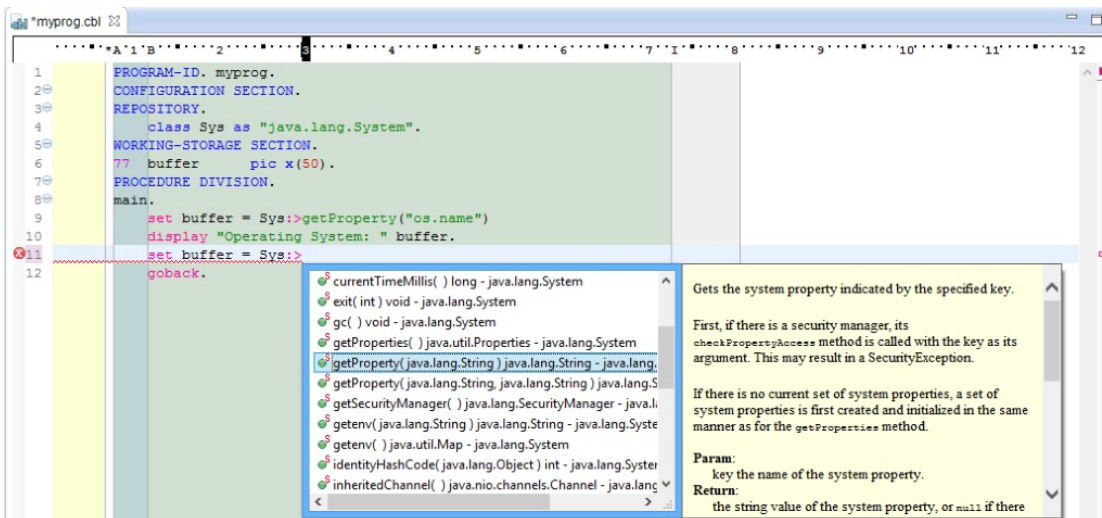 *myprog.cbl
*A 1 B 2 3 4 5 6 7 I 8 9 10 11 12
1 PROGRAM-ID. myprog.
2 CONFIGURATION SECTION.
3 REPOSITORY.
4 class Sys as "java.lang.System".
5 WORKING-STORAGE SECTION.
6 77 buffer pic x(50).
7 PROCEDURE DIVISION.
8 main.
9 set buffer = Sys:>getProperty("os.name")
10 display "Operating System: " buffer.
11 set buffer = Sys:>
12 goback.
currentTimeMillis( ) long - java.lang.System
exit( int ) void - java.lang.System
gc( ) void - java.lang.System
getProperties( ) java.util.Properties - java.lang.System
getProperty( java.lang.String ) java.lang.String - java.lang.
getProperty( java.lang.String, java.lang.String ) java.lang.S
getSecurityManager( ) java.lang.SecurityManager - java.la
getenv( java.lang.String ) java.lang.String - java.lang.Syste
getenv( ) java.util.Map - java.lang.System
identityHashCode( java.lang.Object ) int - java.lang.System
inheritedChannel( ) java.nio.channels.Channel - java.lang
Gets the system property indicated by the specified key.
First, if there is a security manager, its
checkPropertyAccess method is called with the key as its
argument. This may result in a SecurityException.
If there is no current set of system properties, a set of
system properties is first created and initialized in the same
manner as for the getProperties method.
Param:
key the name of the system property.
Return:
the string value of the system property, or null if there